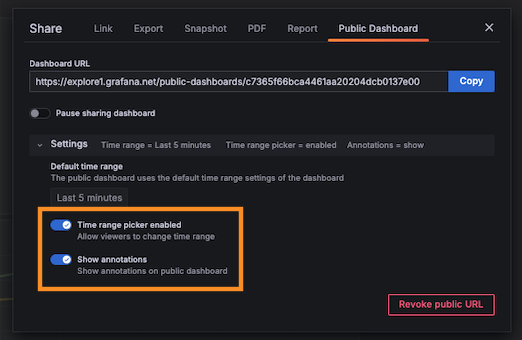 Share
Link
Export
Snapshot
PDF
Report
Public Dashboard
Dashboard URL
https://explore1.grafana.net/public-dashboards/c7365f66bca4461aa20204dcb0137e00
Copy
Pause sharing dashboard
Settings Time range = Last 5 minutes Time range picker = enabled Annotations = show
Default time range
The public dashboard uses the default time range settings of the dashboard
Last 5 minutes
Time range picker enabled
Allow viewers to change time range
Show annotations
Show annotations on public dashboard
Revoke public URL